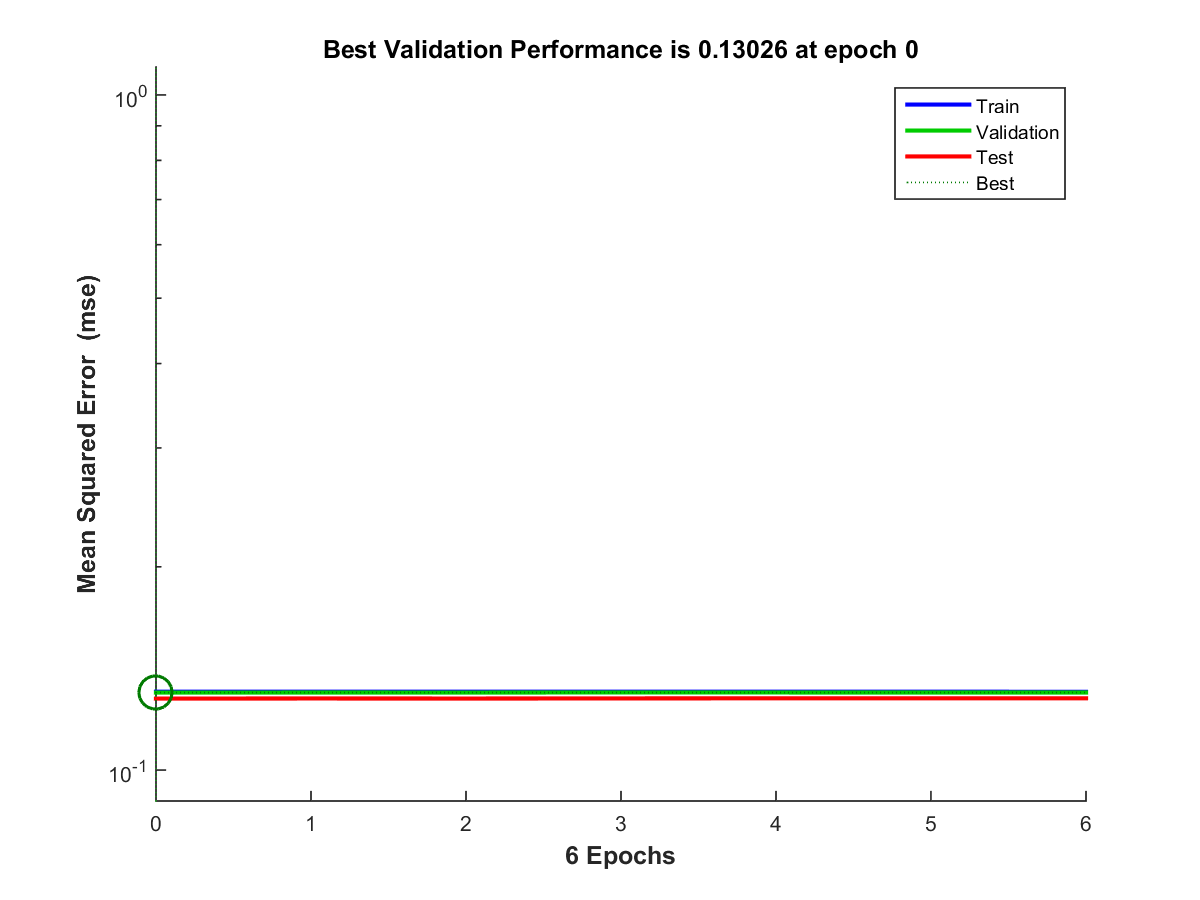 Best Validation Performance is 0.13026 at epoch 0
10^0
Train
Validation
Test
Best
Mean Squared Error (mse)
10^-1
0 1 2 3 4 5 6
6 Epochs